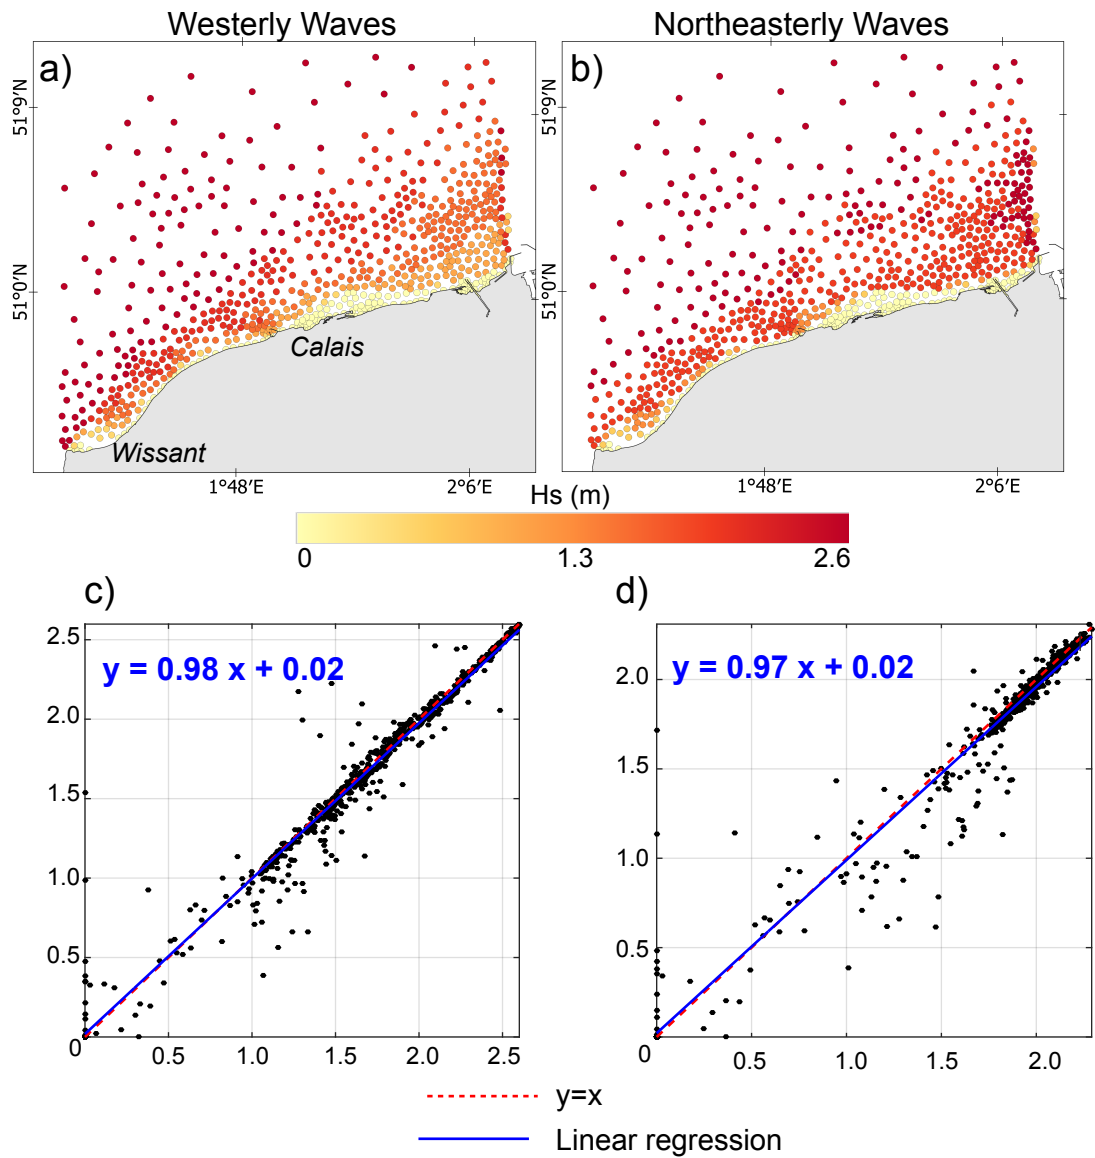 Westerly Waves
Northeasterly Waves
a)
b)
51°9′N
51°0′N
51°9′N
51°0′N
Calais
Wissant
1°48′E
2°6′E
1°48′E
2°6′E
Hs (m)
0
1.3
2.6
c)
d)
y = 0.98 x + 0.02
2.5
2.0
1.5
1.0
0.5
0
0.5
1.0
1.5
2.0
2.5
y = 0.97 x + 0.02
2.0
1.5
1.0
0.5
0
0.5
1.0
1.5
2.0
y=x
Linear regression